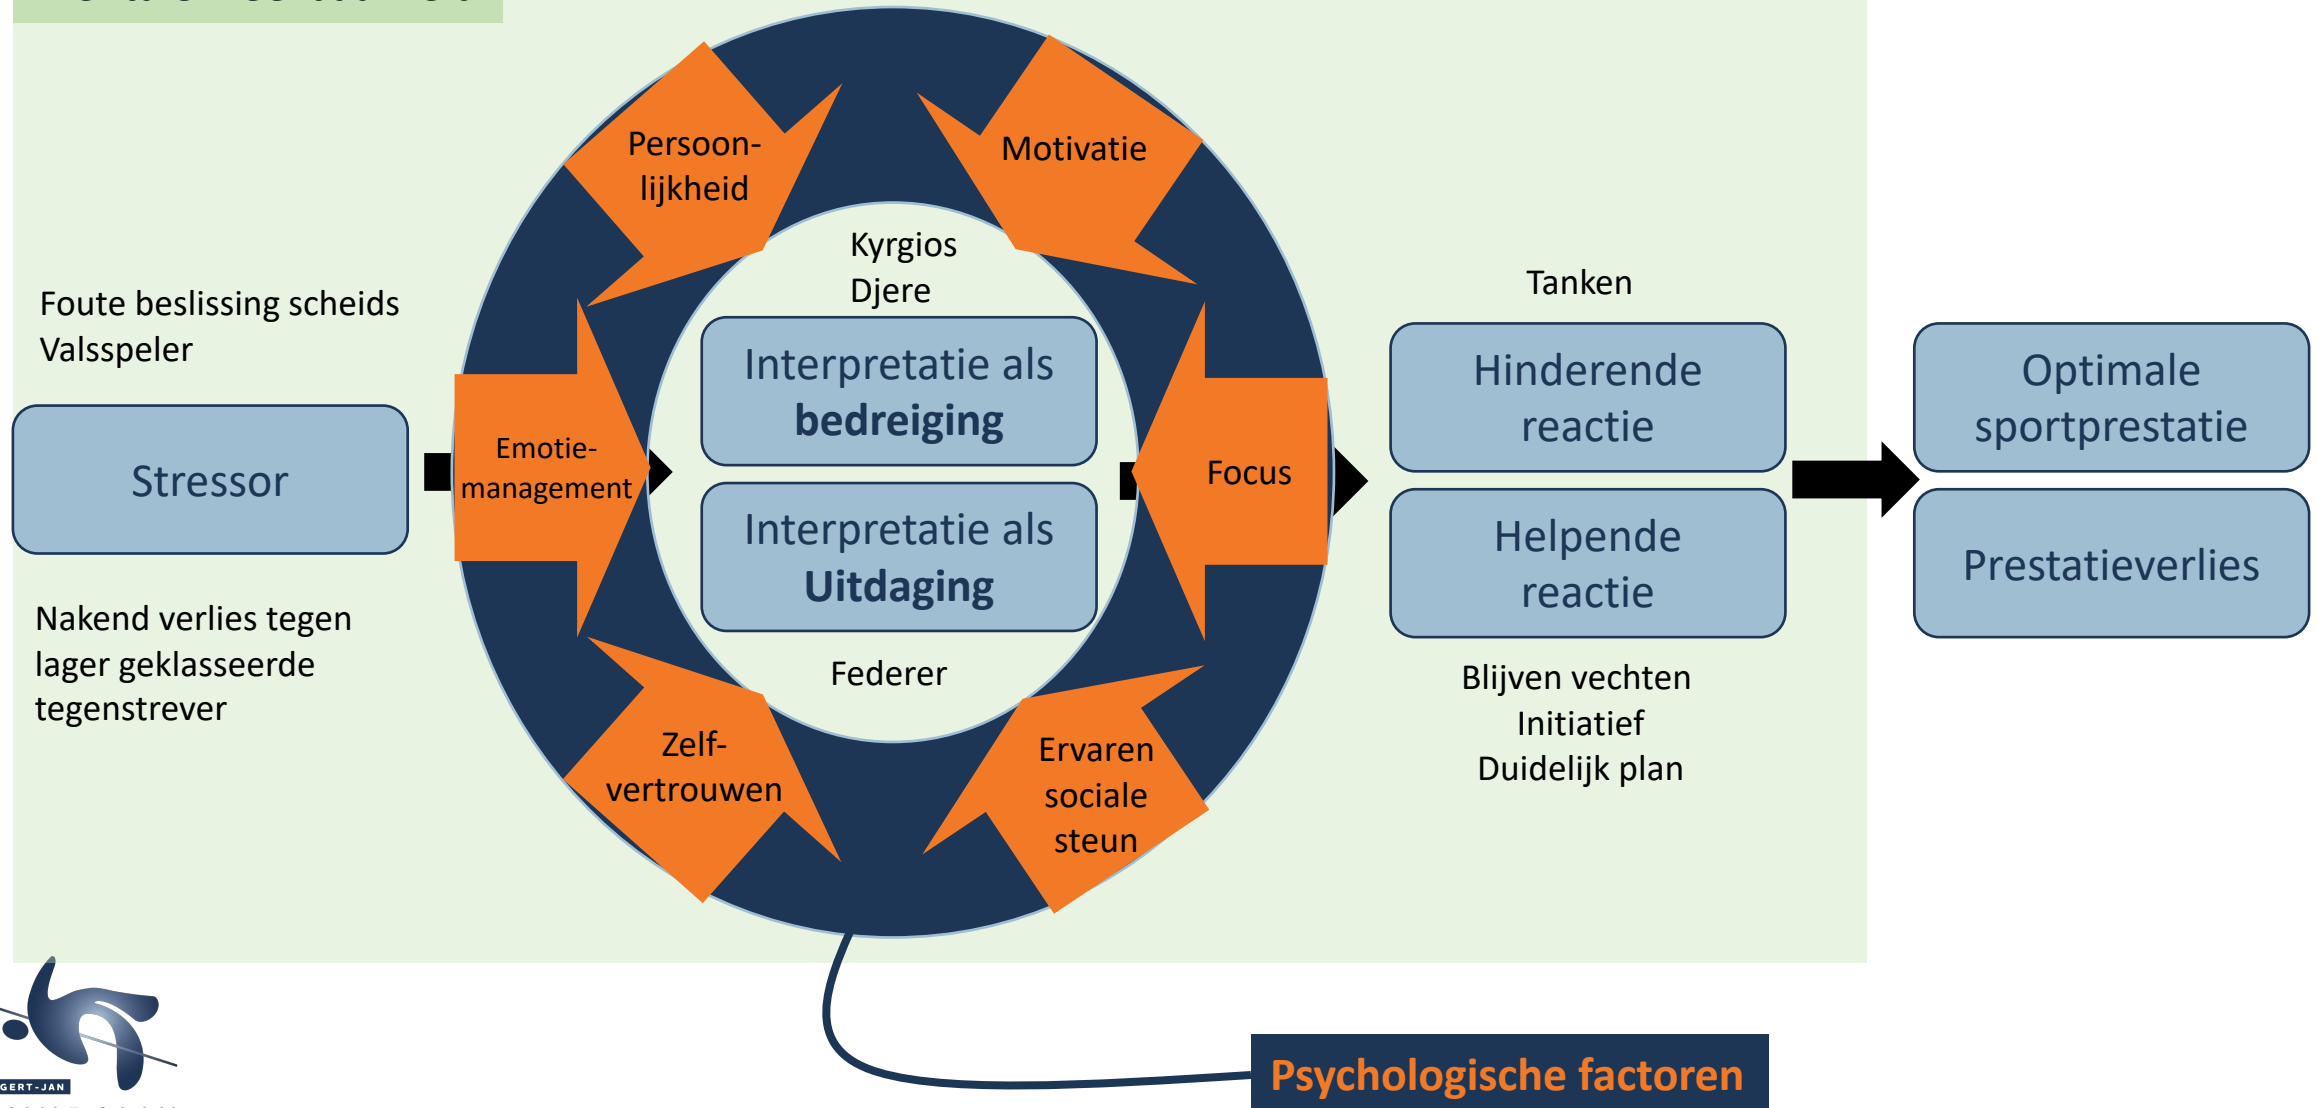 Persoon-
lijkheid
Motivatie
Kyrgios
Djere
Foute beslissing scheids
Valsspeler
Tanken
Interpretatie als
bedreiging
Hinderende
reactie
Optimale
sportprestatie
Stressor
Emotie-
management
Focus
Interpretatie als
Uitdaging
Helpende
reactie
Prestatieverlies
Nakend verlies tegen
lager geklasseerde
tegenstrever
Federer
Blijven vechten
Initiatief
Duidelijk plan
Zelf-
vertrouwen
Ervaren
sociale
steun
Psychologische factoren
GERT-JAN